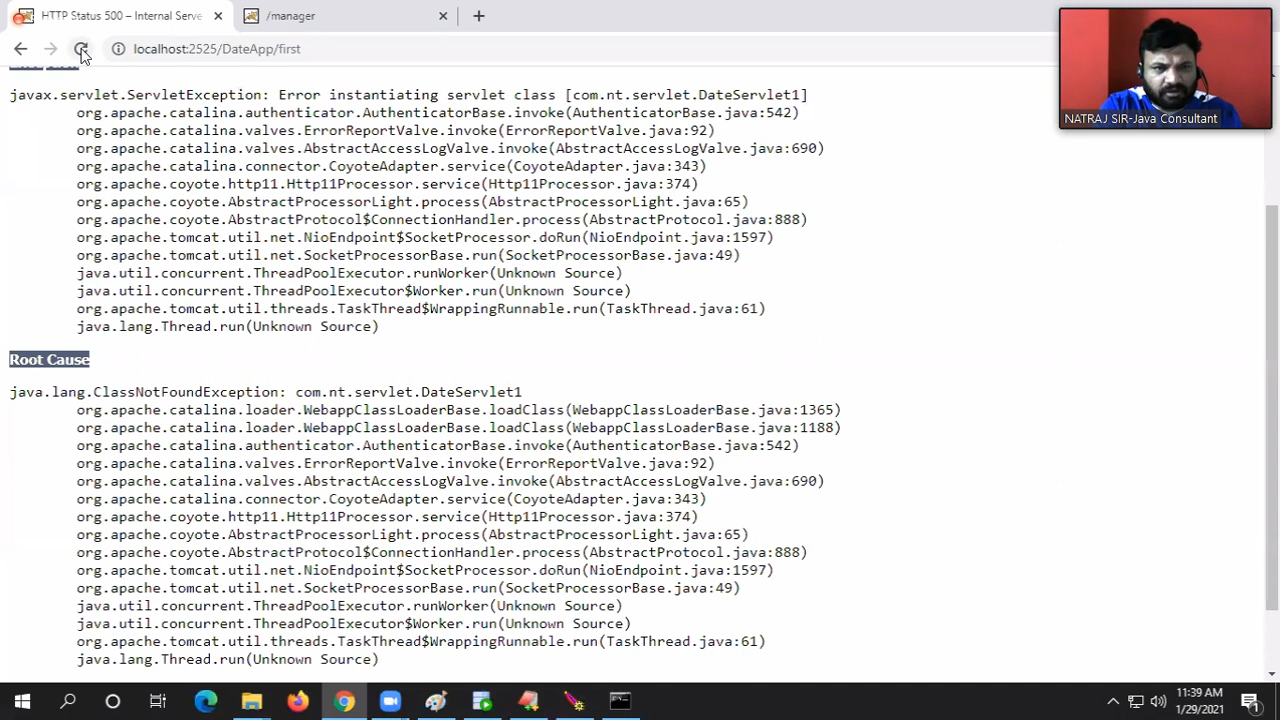 HTTP Status 500 – Internal Serve
/manager
localhost:2525/DateApp/first
NATRAJ SIR-Java Consultant
javax.servlet.ServletException: Error instantiating servlet class [com.nt.servlet.DateServlet1]
org.apache.catalina.authenticator.AuthenticatorBase.invoke(AuthenticatorBase.java:542)
org.apache.catalina.valves.ErrorReportValve.invoke(ErrorReportValve.java:92)
org.apache.catalina.valves.AbstractAccessLogValve.invoke(AbstractAccessLogValve.java:690)
org.apache.catalina.connector.CoyoteAdapter.service(CoyoteAdapter.java:343)
org.apache.coyote.http11.Http11Processor.service(Http11Processor.java:374)
org.apache.coyote.AbstractProcessorLight.process(AbstractProcessorLight.java:65)
org.apache.coyote.AbstractProtocol$ConnectionHandler.process(AbstractProtocol.java:888)
org.apache.tomcat.util.net.NioEndpoint$SocketProcessor.doRun(NioEndpoint.java:1597)
org.apache.tomcat.util.net.SocketProcessorBase.run(SocketProcessorBase.java:49)
java.util.concurrent.ThreadPoolExecutor.runWorker(Unknown Source)
java.util.concurrent.ThreadPoolExecutor$Worker.run(Unknown Source)
org.apache.tomcat.util.threads.TaskThread$WrappingRunnable.run(TaskThread.java:61)
java.lang.Thread.run(Unknown Source)
Root Cause
java.lang.ClassNotFoundException: com.nt.servlet.DateServlet1
org.apache.catalina.loader.WebappClassLoaderBase.loadClass(WebappClassLoaderBase.java:1365)
org.apache.catalina.loader.WebappClassLoaderBase.loadClass(WebappClassLoaderBase.java:1188)
org.apache.catalina.authenticator.AuthenticatorBase.invoke(AuthenticatorBase.java:542)
org.apache.catalina.valves.ErrorReportValve.invoke(ErrorReportValve.java:92)
org.apache.catalina.valves.AbstractAccessLogValve.invoke(AbstractAccessLogValve.java:690)
org.apache.catalina.connector.CoyoteAdapter.service(CoyoteAdapter.java:343)
org.apache.coyote.http11.Http11Processor.service(Http11Processor.java:374)
org.apache.coyote.AbstractProcessorLight.process(AbstractProcessorLight.java:65)
org.apache.coyote.AbstractProtocol$ConnectionHandler.process(AbstractProtocol.java:888)
org.apache.tomcat.util.net.NioEndpoint$SocketProcessor.doRun(NioEndpoint.java:1597)
org.apache.tomcat.util.net.SocketProcessorBase.run(SocketProcessorBase.java:49)
java.util.concurrent.ThreadPoolExecutor.runWorker(Unknown Source)
java.util.concurrent.ThreadPoolExecutor$Worker.run(Unknown Source)
org.apache.tomcat.util.threads.TaskThread$WrappingRunnable.run(TaskThread.java:61)
java.lang.Thread.run(Unknown Source)
11:39 AM
1/29/2021